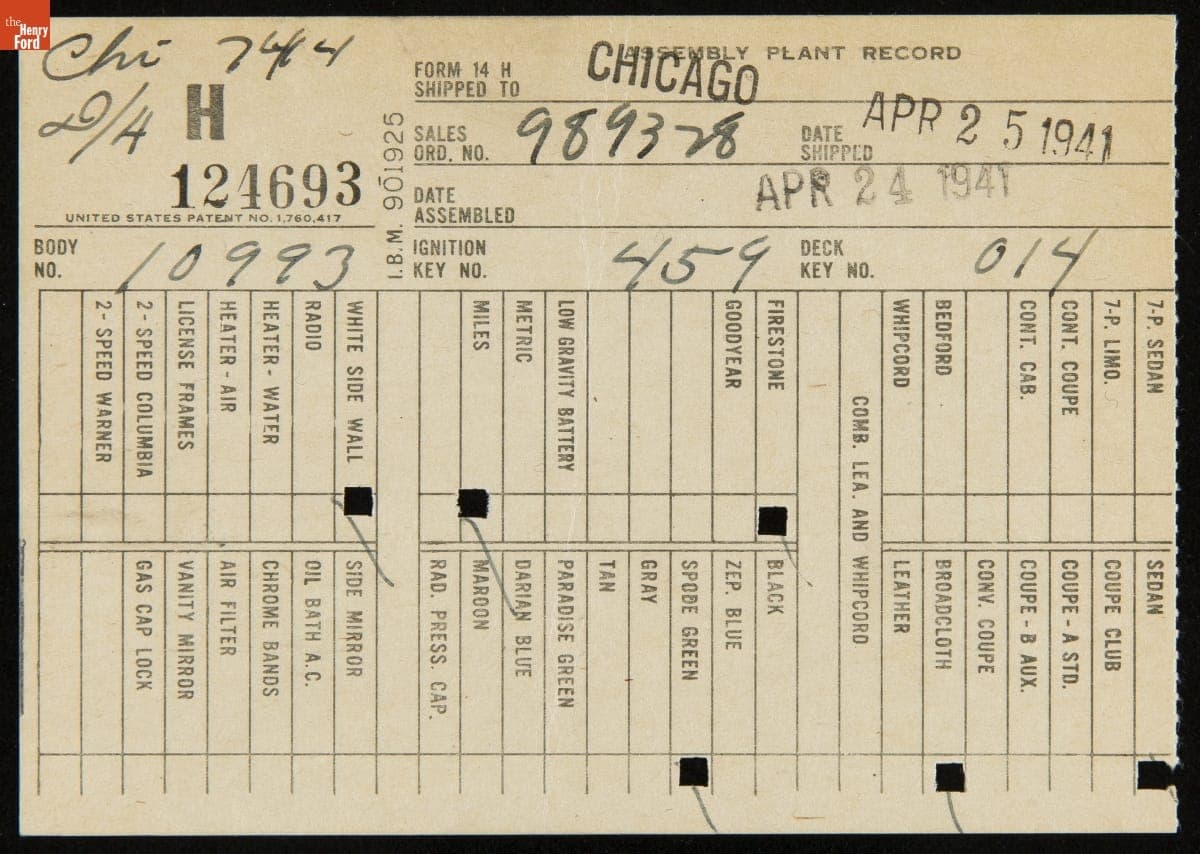 the Henry Ford
Chi 7414
D/4 H
124693
UNITED STATES PATENT NO. 1,760,417
I.B.M. 901925
ASSEMBLY PLANT RECORD
FORM 14 H
SHIPPED TO CHICAGO
SALES ORD. NO. 989328
DATE SHIPPED APR 25 1941
DATE ASSEMBLED APR 24 1941
BODY NO. 10993
IGNITION KEY NO. 459
DECK KEY NO. 014
2- SPEED WARNER
2- SPEED COLUMBIA
LICENSE FRAMES
HEATER - AIR
HEATER - WATER
RADIO
WHITE SIDE WALL
MILES
METRIC
LOW GRAVITY BATTERY
GOODYEAR
FIRESTONE
COMB. LEA. AND WHIPCORD
WHIPCORD
BEDFORD
CONT. CAB.
CONT. COUPE
7-P. LIMO.
7-P. SEDAN
GAS CAP LOCK
VANITY MIRROR
AIR FILTER
CHROME BANDS
OIL BATH A.C.
SIDE MIRROR
RAD. PRESS. CAP.
MAROON
DARIAN BLUE
PARADISE GREEN
TAN
GRAY
SPODE GREEN
ZEP. BLUE
BLACK
LEATHER
BROADCLOTH
CONV. COUPE
COUPE - B AUX.
COUPE - A STD.
COUPE CLUB
SEDAN